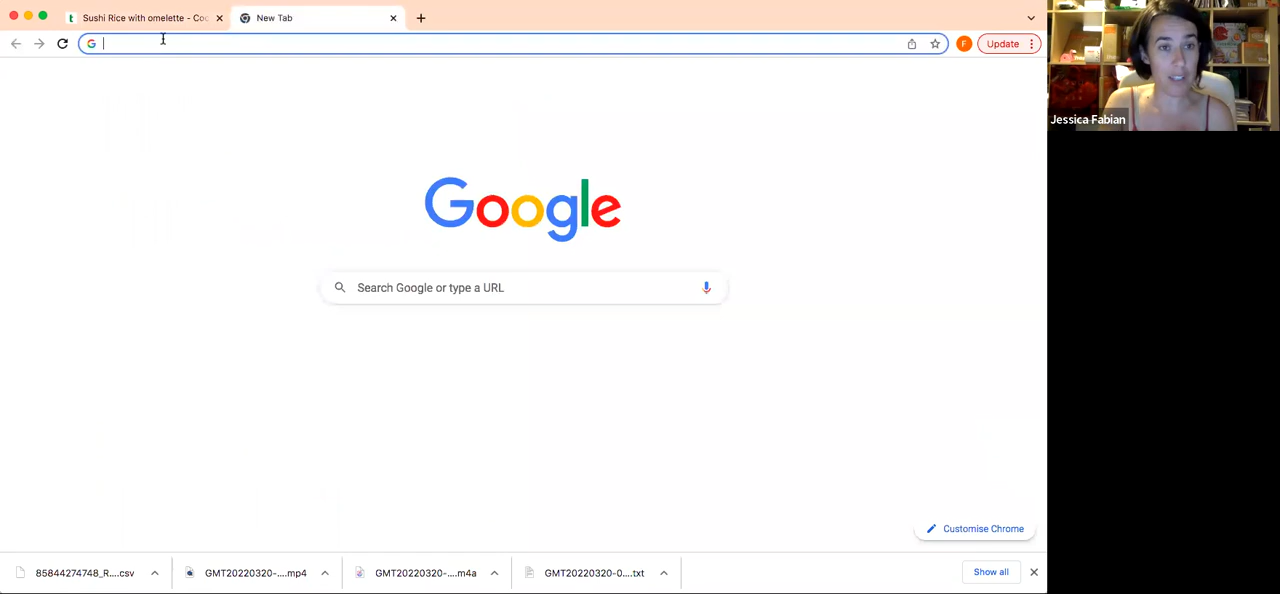 Sushi Rice with omelette - Coo
New Tab
Update
Jessica Fabian
Google
Search Google or type a URL
Customise Chrome
85844274748_R....csv
GMT20220320-....mp4
GMT20220320-....m4a
GMT20220320-0....txt
Show all